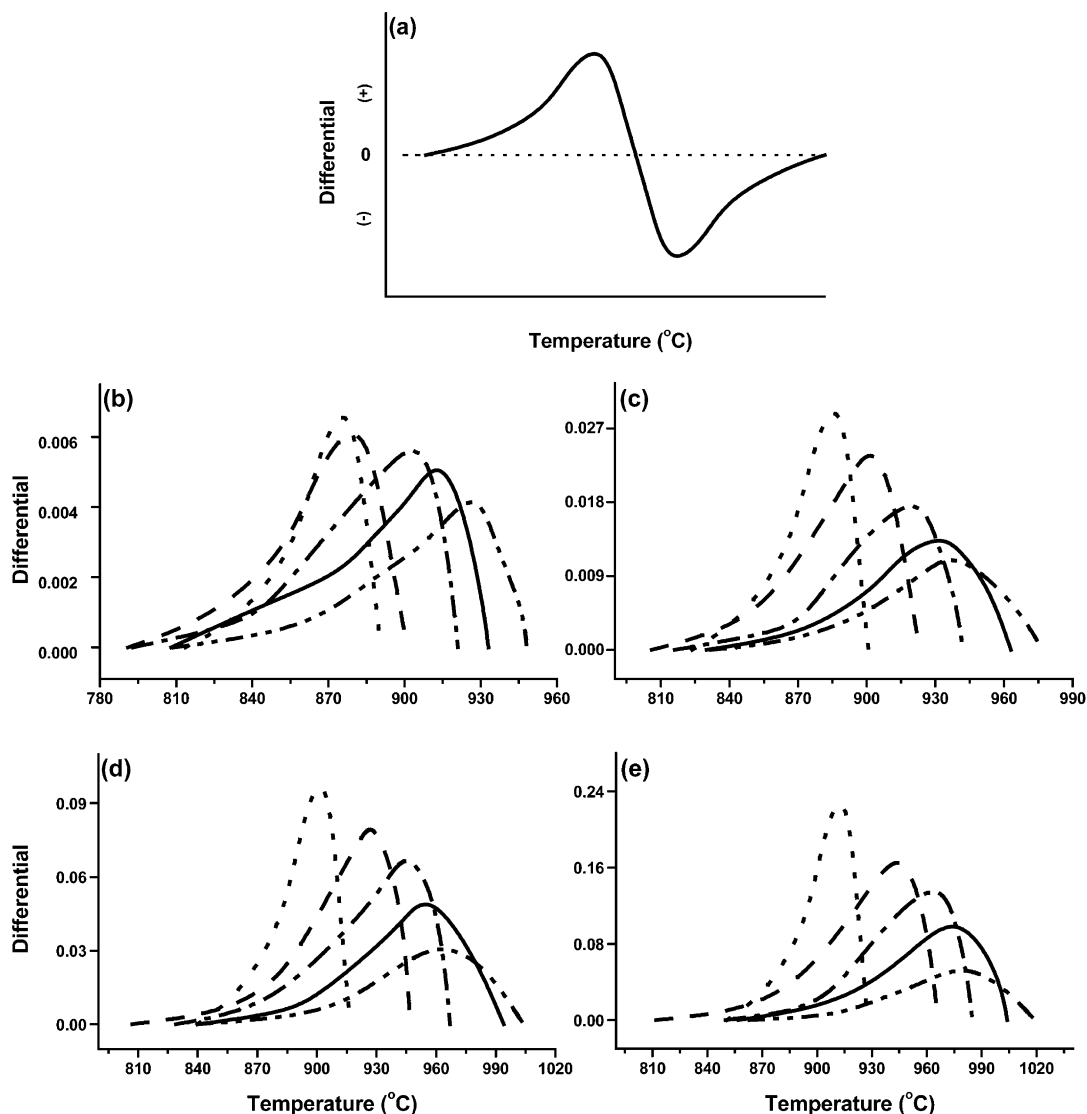 (a)
Differential
(+)
0
(-)
Temperature (°C)
(b)
Differential
0.006
0.004
0.002
0.000
780 810 840 870 900 930 960
(c)
0.027
0.018
0.009
0.000
810 840 870 900 930 960 990
(d)
Differential
0.09
0.06
0.03
0.00
810 840 870 900 930 960 990 1020
Temperature (°C)
(e)
0.24
0.16
0.08
0.00
810 840 870 900 930 960 990 1020
Temperature (°C)